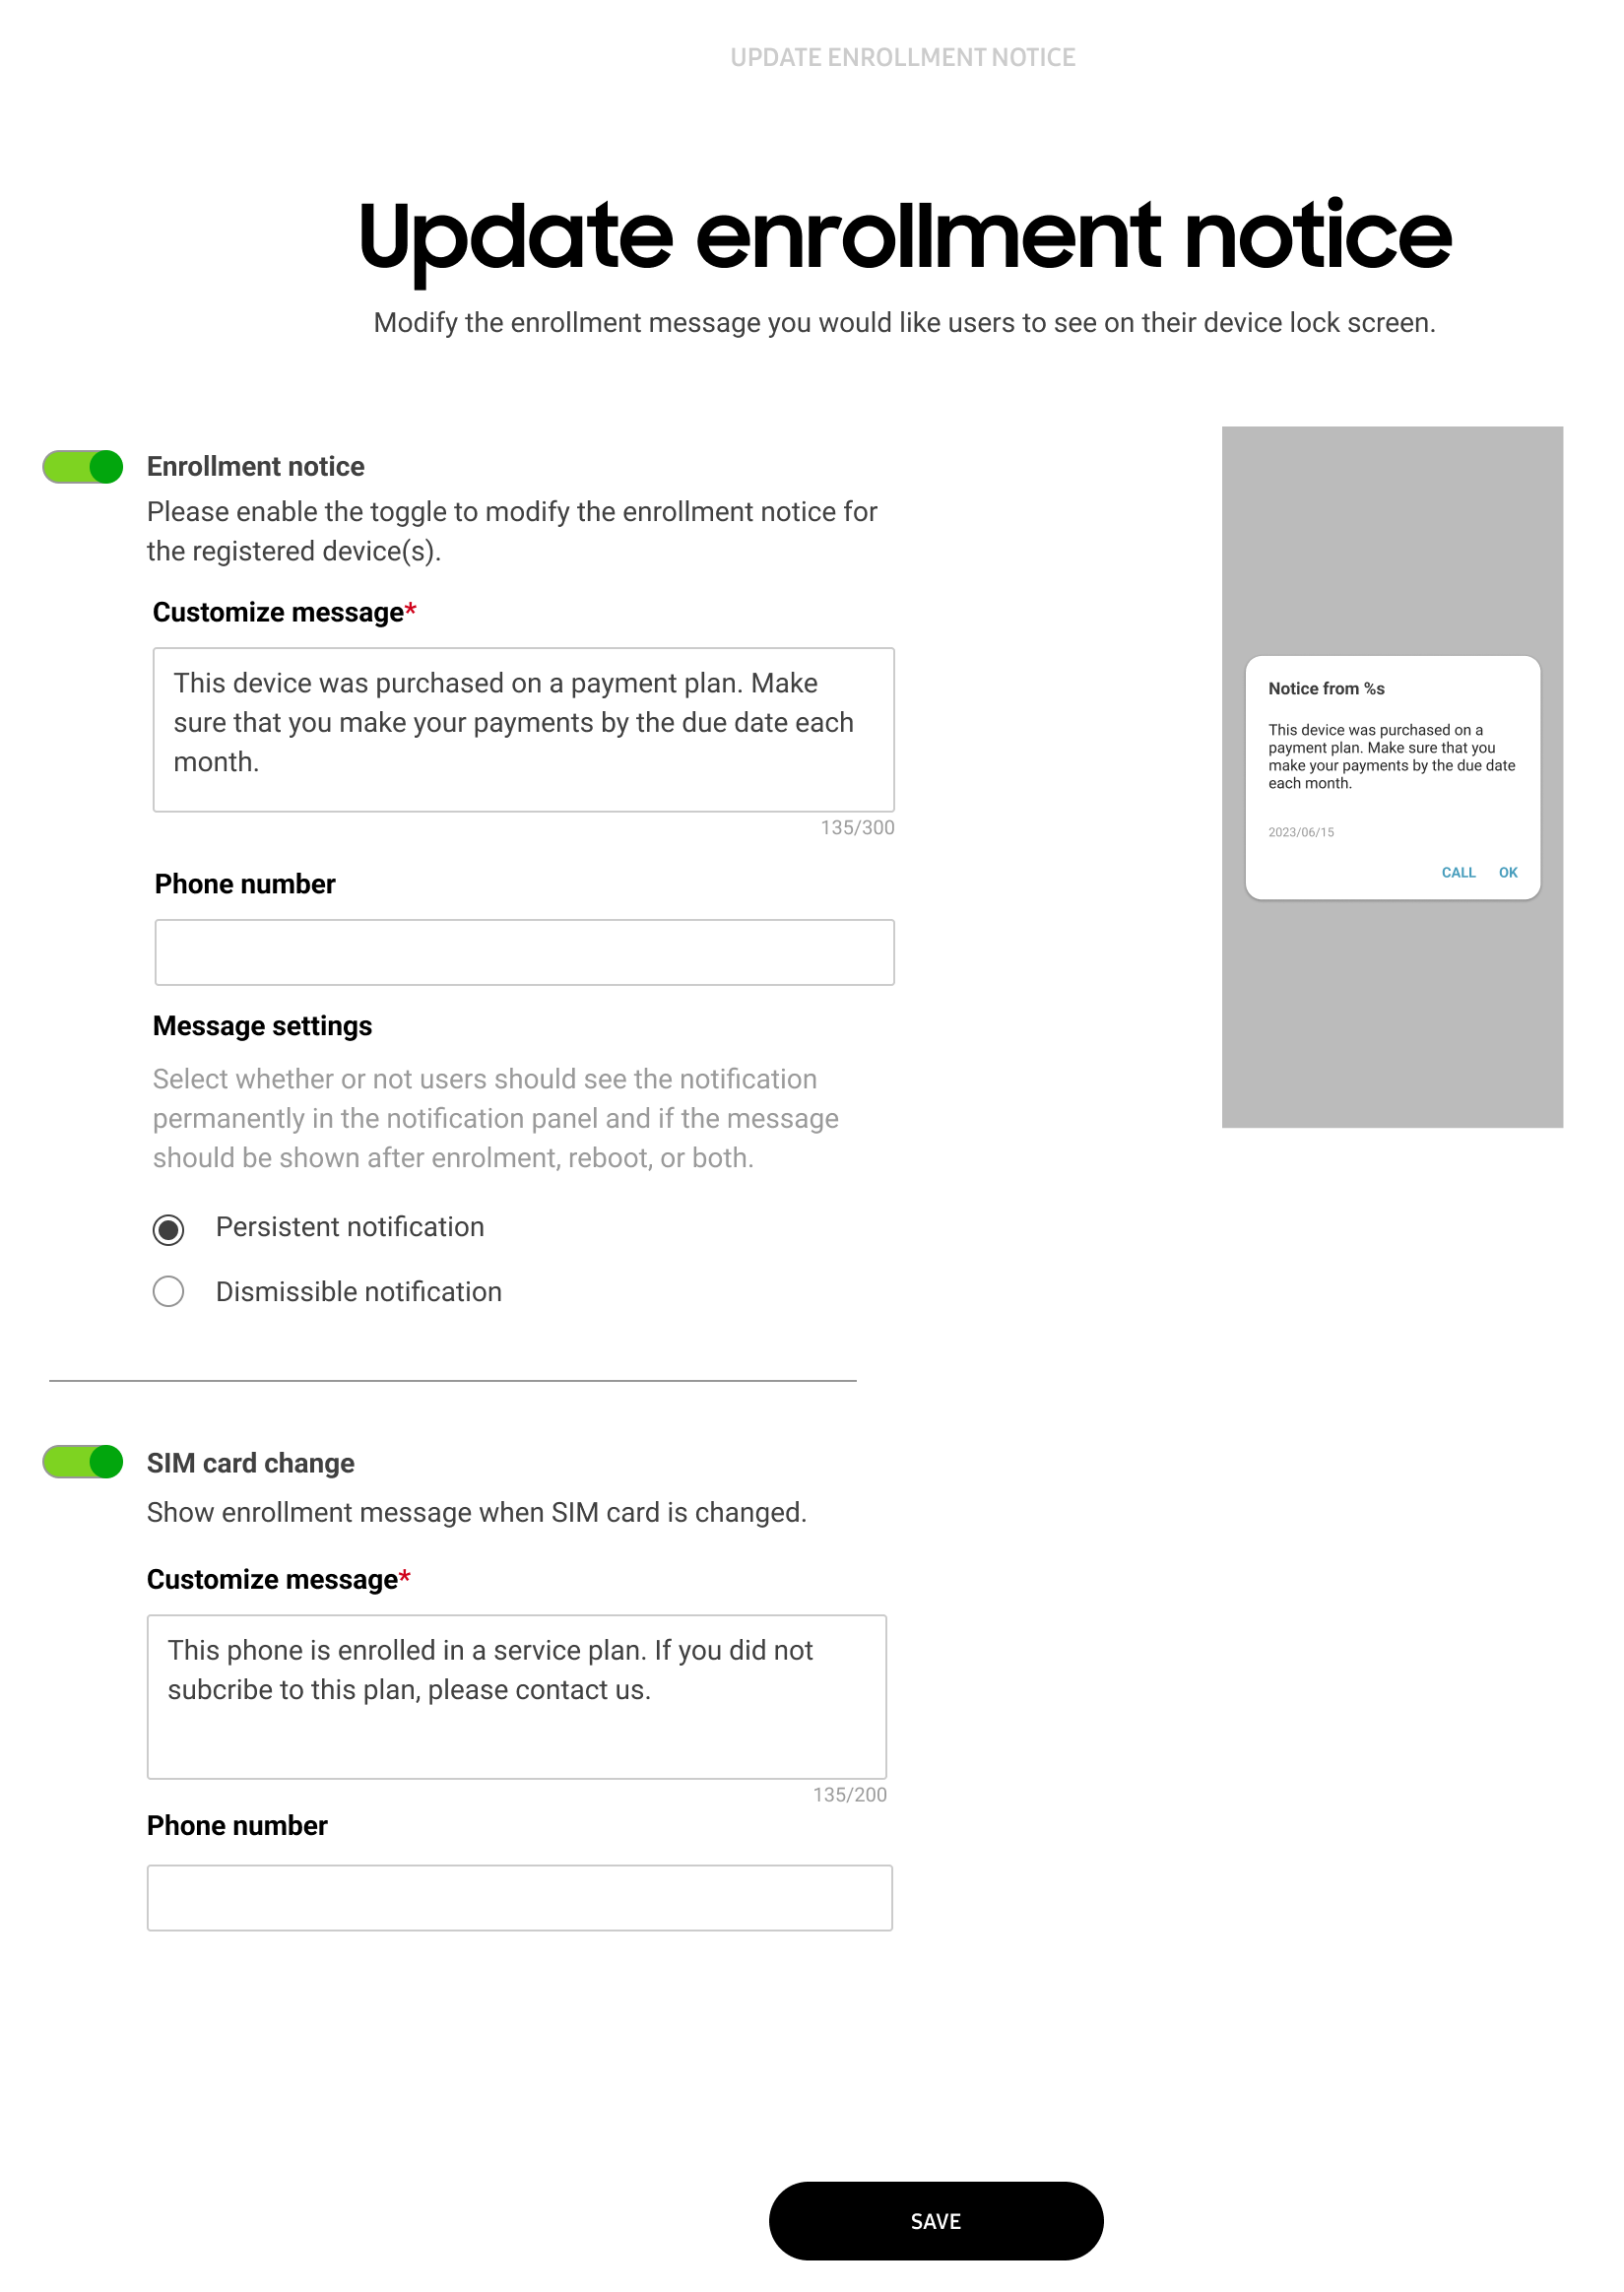 UPDATE ENROLLMENT NOTICE
Update enrollment notice
Modify the enrollment message you would like users to see on their device lock screen.
Enrollment notice
Please enable the toggle to modify the enrollment notice for
the registered device(s).
Customize message*
This device was purchased on a payment plan. Make
sure that you make your payments by the due date each
month.
135/300
Phone number
Message settings
Select whether or not users should see the notification
permanently in the notification panel and if the message
should be shown after enrolment, reboot, or both.
Persistent notification
Dismissible notification
Notice from %s
This device was purchased on a
payment plan. Make sure that you
make your payments by the due date
each month.
2023/06/15
CALL OK
SIM card change
Show enrollment message when SIM card is changed.
Customize message*
This phone is enrolled in a service plan. If you did not
subcribe to this plan, please contact us.
135/200
Phone number
SAVE